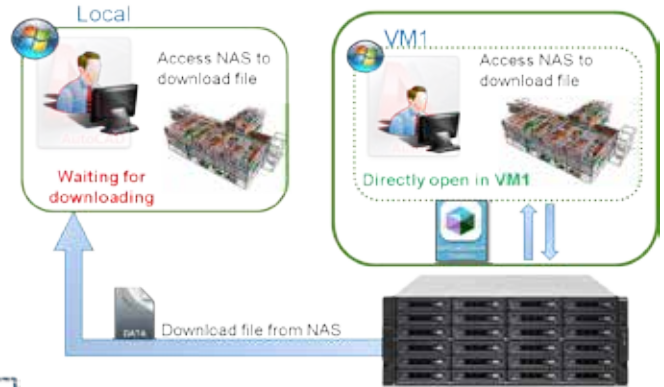 Local
Access NAS to
download file
AutoCAD
Waiting for
downloading
VM1
Access NAS to
download file
Directly open in VM1
DATA
Download file from NAS